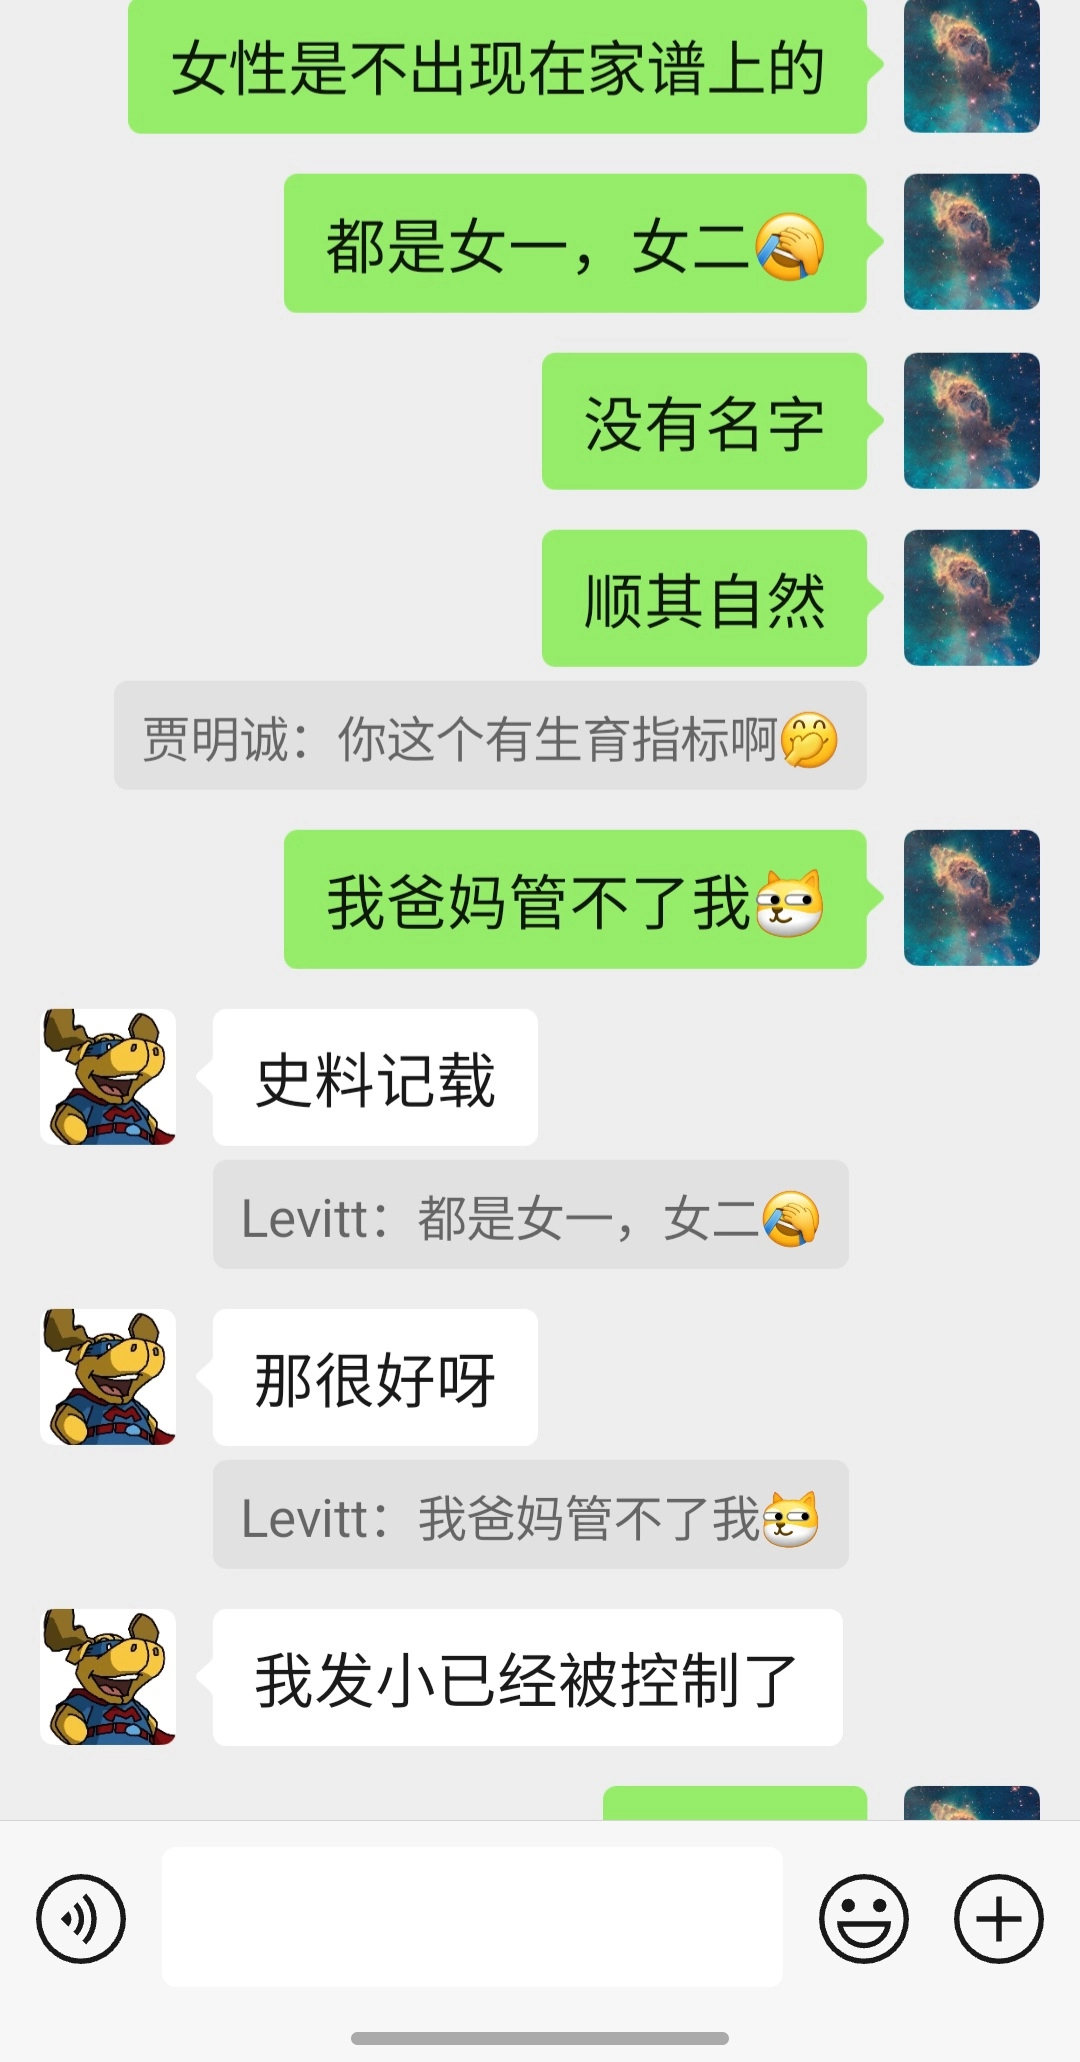 女性是不出现在家谱上的
都是女一，女二🤦
没有名字
顺其自然
贾明诚：你这个有生育指标啊🤭
我爸妈管不了我
史料记载
Levitt：都是女一，女二🤦
那很好呀
Levitt：我爸妈管不了我
我发小已经被控制了